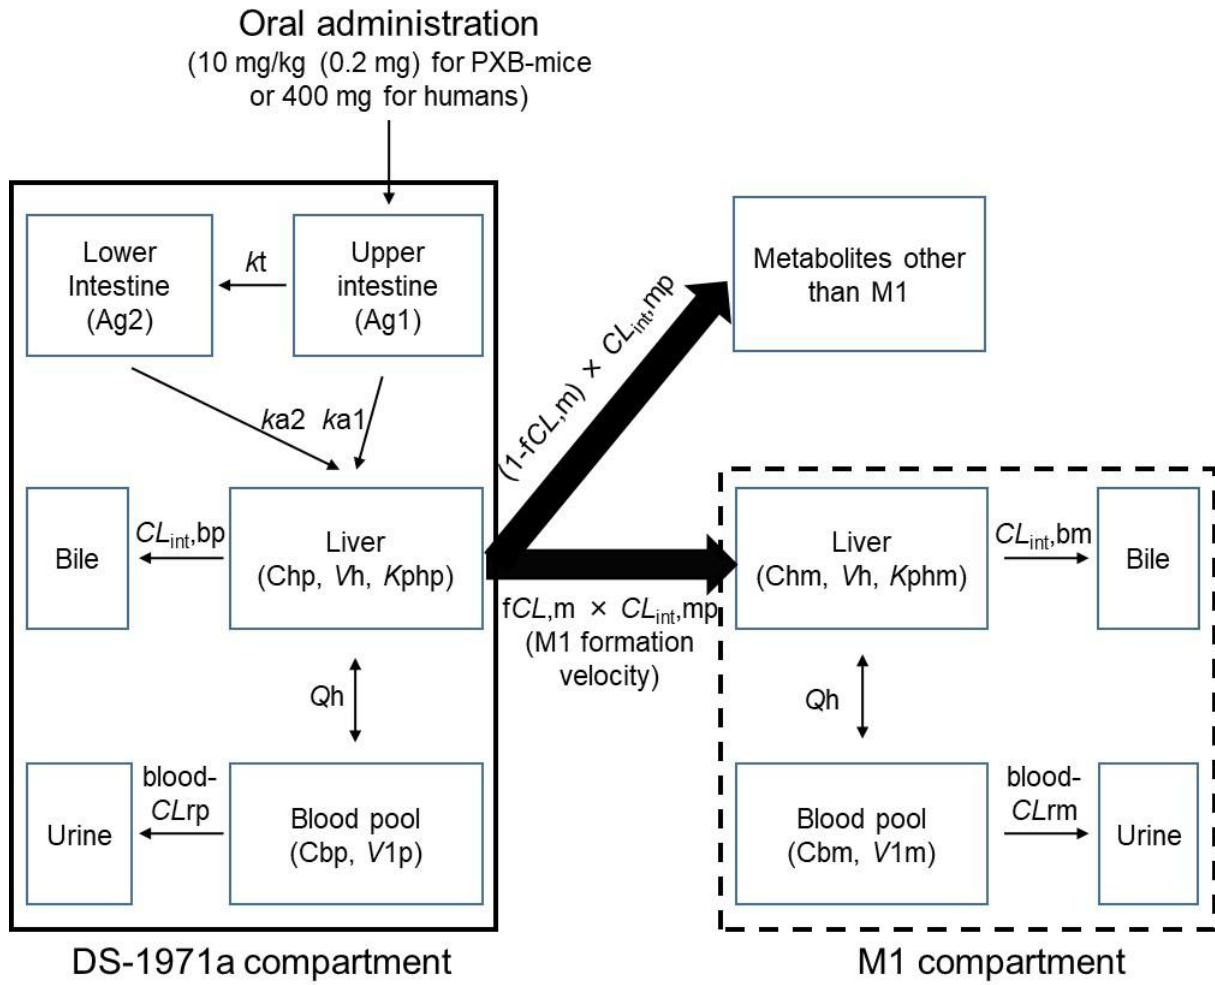 Oral administration
(10 mg/kg (0.2 mg) for PXB-mice
or 400 mg for humans)
Lower
Intestine
(Ag2)
kt
Upper
intestine
(Ag1)
Metabolites other
than M1
ka2
ka1
(1-fCL,m) × CLint,mp
Bile
CLint,bp
Liver
(Chp, Vh, Kphp)
fCL,m × CLint,mp
(M1 formation
velocity)
Liver
(Chm, Vh, Kphm)
CLint,bm
Bile
Qh
Qh
Urine
blood-
CLrp
Blood pool
(Cbp, V1p)
Blood pool
(Cbm, V1m)
blood-
CLrm
Urine
DS-1971a compartment
M1 compartment